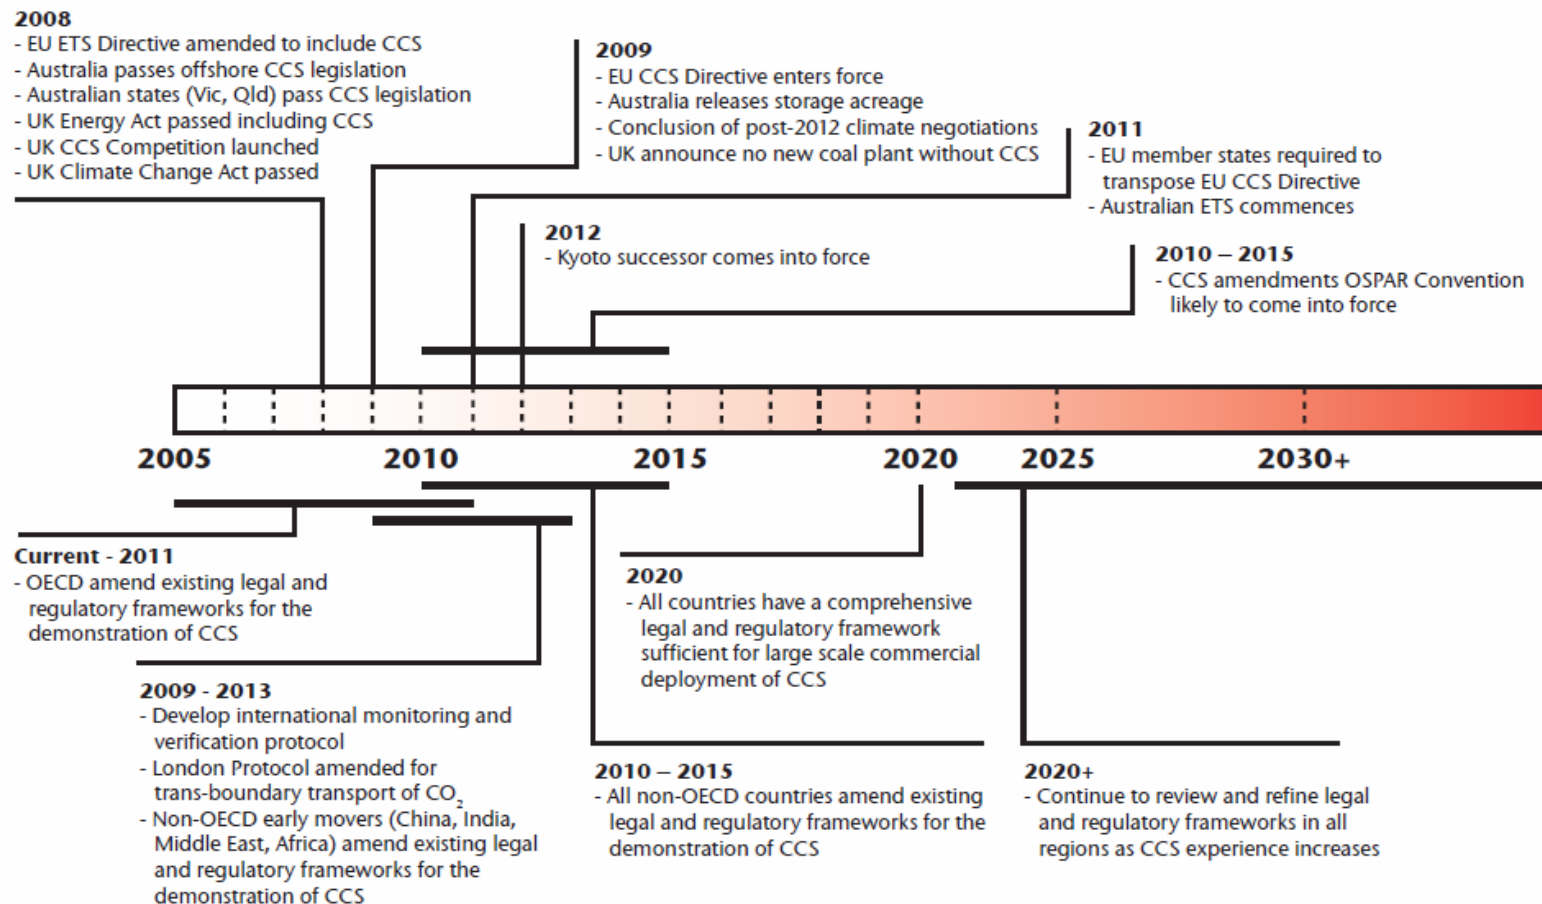 2008
- EU ETS Directive amended to include CCS
- Australia passes offshore CCS legislation
- Australian states (Vic, Qld) pass CCS legislation
- UK Energy Act passed including CCS
- UK CCS Competition launched
- UK Climate Change Act passed
2009
- EU CCS Directive enters force
- Australia releases storage acreage
- Conclusion of post-2012 climate negotiations
- UK announce no new coal plant without CCS
2011
- EU member states required to
transpose EU CCS Directive
- Australian ETS commences
2012
- Kyoto successor comes into force
2010 – 2015
- CCS amendments OSPAR Convention
likely to come into force
2005 2010 2015 2020 2025 2030+
Current - 2011
- OECD amend existing legal and
regulatory frameworks for the
demonstration of CCS
2009 - 2013
- Develop international monitoring and
verification protocol
- London Protocol amended for
trans-boundary transport of CO₂
- Non-OECD early movers (China, India,
Middle East, Africa) amend existing legal
and regulatory frameworks for the
demonstration of CCS
2020
- All countries have a comprehensive
legal and regulatory framework
sufficient for large scale commercial
deployment of CCS
2010 – 2015
- All non-OECD countries amend existing
legal and regulatory frameworks for the
demonstration of CCS
2020+
- Continue to review and refine legal
and regulatory frameworks in all
regions as CCS experience increases